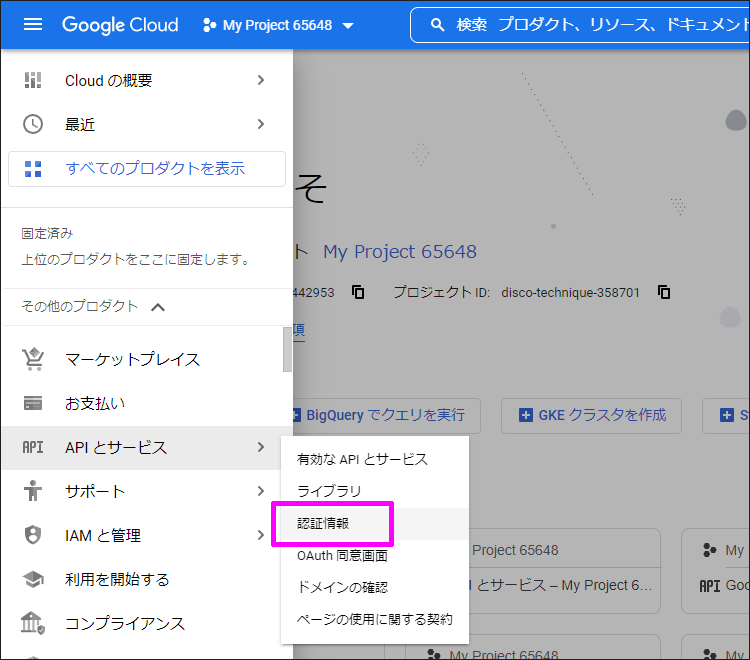 Google Cloud My Project 65648 検索 プロダクト、リソース、ドキュメント
Cloud の概要
最近
すべてのプロダクトを表示
固定済み
上位のプロダクトをここに固定します。
その他のプロダクト
マーケットプレイス
お支払い
API API とサービス
サポート
IAM と管理
利用を開始する
コンプライアンス
有効な API とサービス
ライブラリ
認証情報
OAuth 同意画面
ドメインの確認
ページの使用に関する契約
そ
ト My Project 65648
442953 プロジェクト ID: disco-technique-358701
項
BigQuery でクエリを実行 GKE クラスタを作成
Project 65648 My
とサービス – My Project 6... API Goo
My Project 65648 My